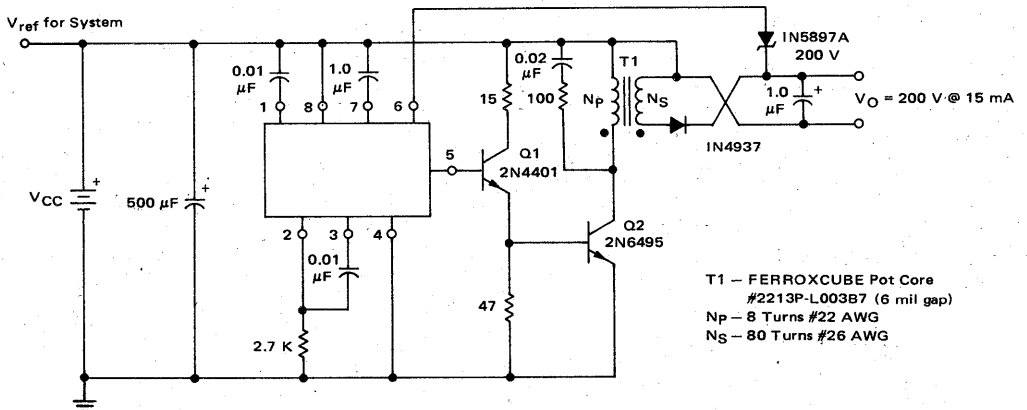 V_ref for System
IN5897A
200 V
0.01
µF
1.0
µF
0.02
µF
T1
15
100
N_P
N_S
1.0
µF
+
V_O = 200 V @ 15 mA
1
8
7
6
IN4937
5
Q1
2N4401
+
V_CC
500 µF
+
2
3
4
0.01
µF
Q2
2N6495
47
2.7 K
T1 – FERROXCUBE Pot Core
#2213P-L003B7 (6 mil gap)
N_P – 8 Turns #22 AWG
N_S – 80 Turns #26 AWG